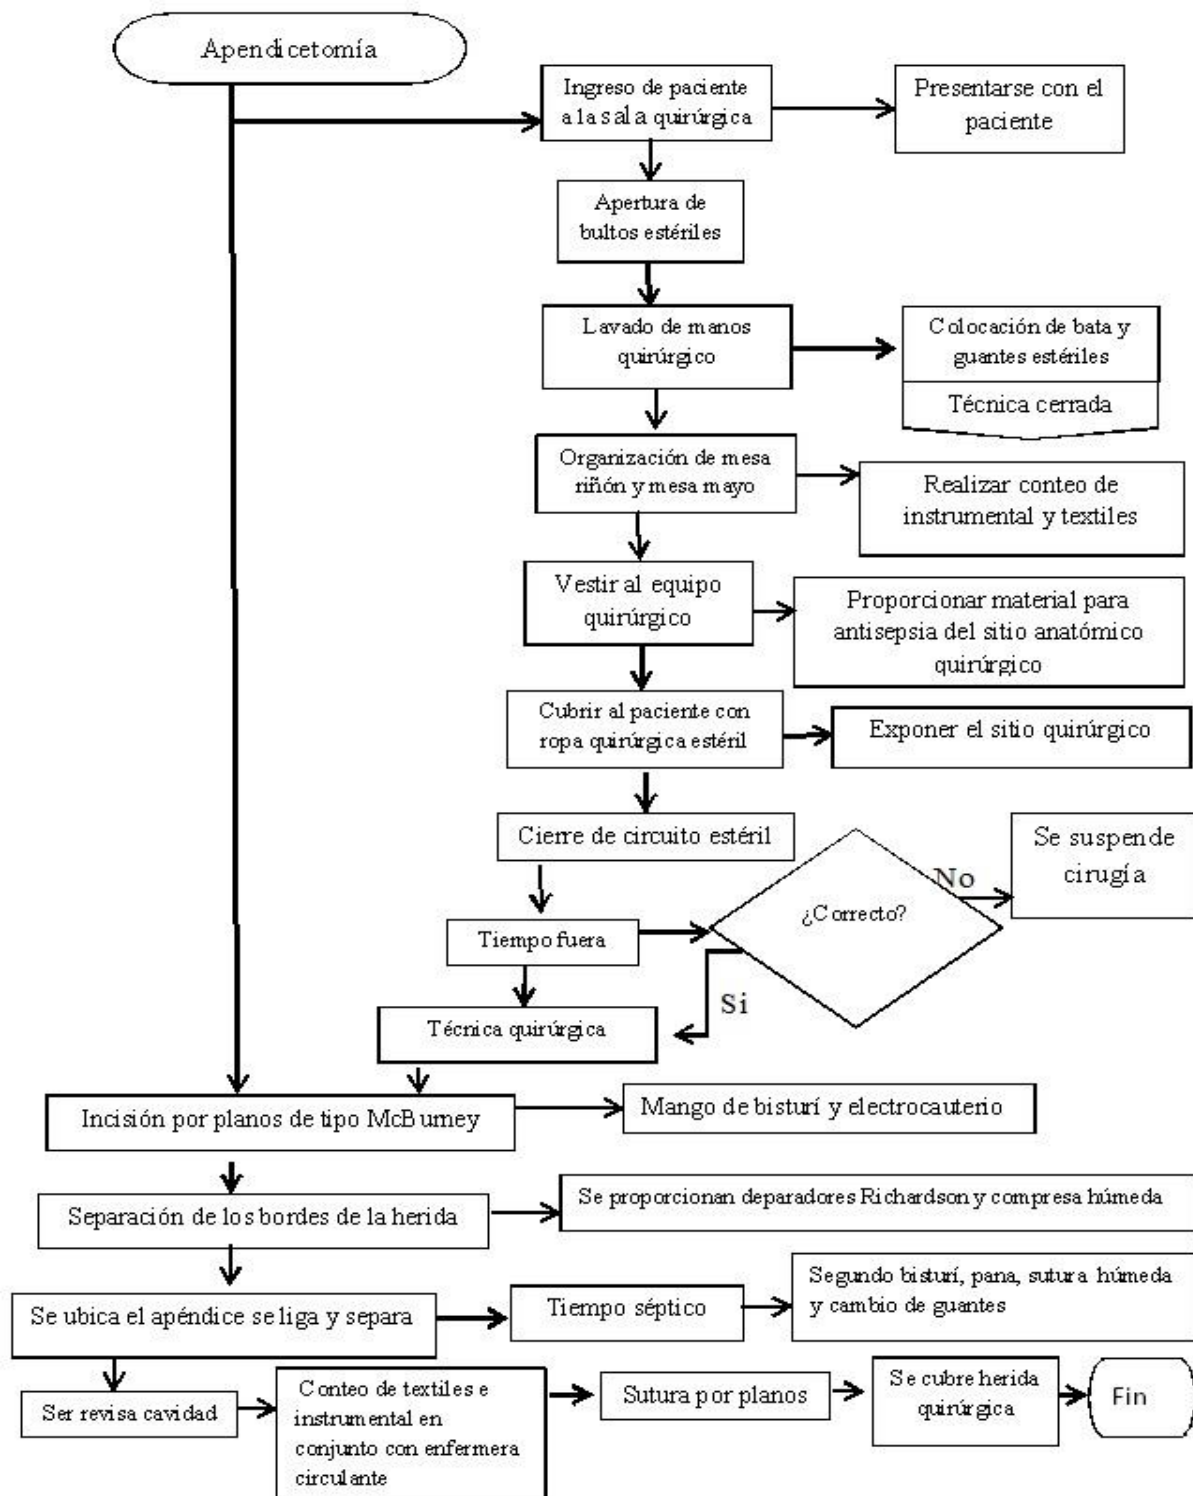 Apendicetomía
Ingreso de paciente
a la sala quirúrgica
Presentarse con el
paciente
Apertura de
bultos estériles
Lavado de manos
quirúrgico
Colocación de bata y
guantes estériles
Técnica cerrada
Organización de mesa
riñón y mesa mayo
Realizar conteo de
instrumental y textiles
Vestir al equipo
quirúrgico
Proporcionar material para
antisepsia del sitio anatómico
quirúrgico
Cubrir al paciente con
ropa quirúrgica estéril
Exponer el sitio quirúrgico
Cierre de circuito estéril
Tiempo fuera
¿Correcto?
No
Se suspende
cirugía
Si
Técnica quirúrgica
Incisión por planos de tipo McBurney
Mango de bisturí y electrocauterio
Separación de los bordes de la herida
Se proporcionan deparadores Richardson y compresa húmeda
Se ubica el apéndice se liga y separa
Tiempo séptico
Segundo bisturí, pana, sutura húmeda
y cambio de guantes
Ser revisa cavidad
Conteo de textiles e
instrumental en
conjunto con enfermera
circulante
Sutura por planos
Se cubre herida
quirúrgica
Fin